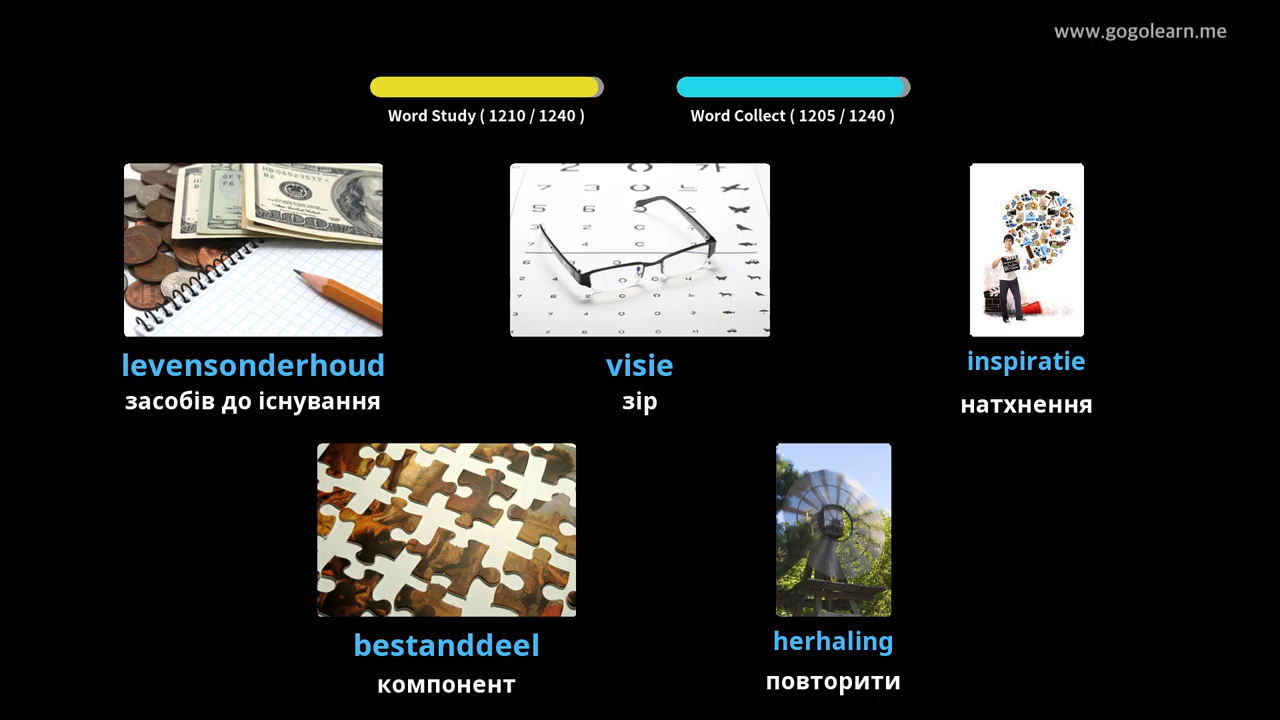 www.gogolearn.me
Word Study ( 1210 / 1240 )
Word Collect ( 1205 / 1240 )
levensonderhoud
засобів до існування
visie
зір
inspiratie
натхнення
bestanddeel
компонент
herhaling
повторити